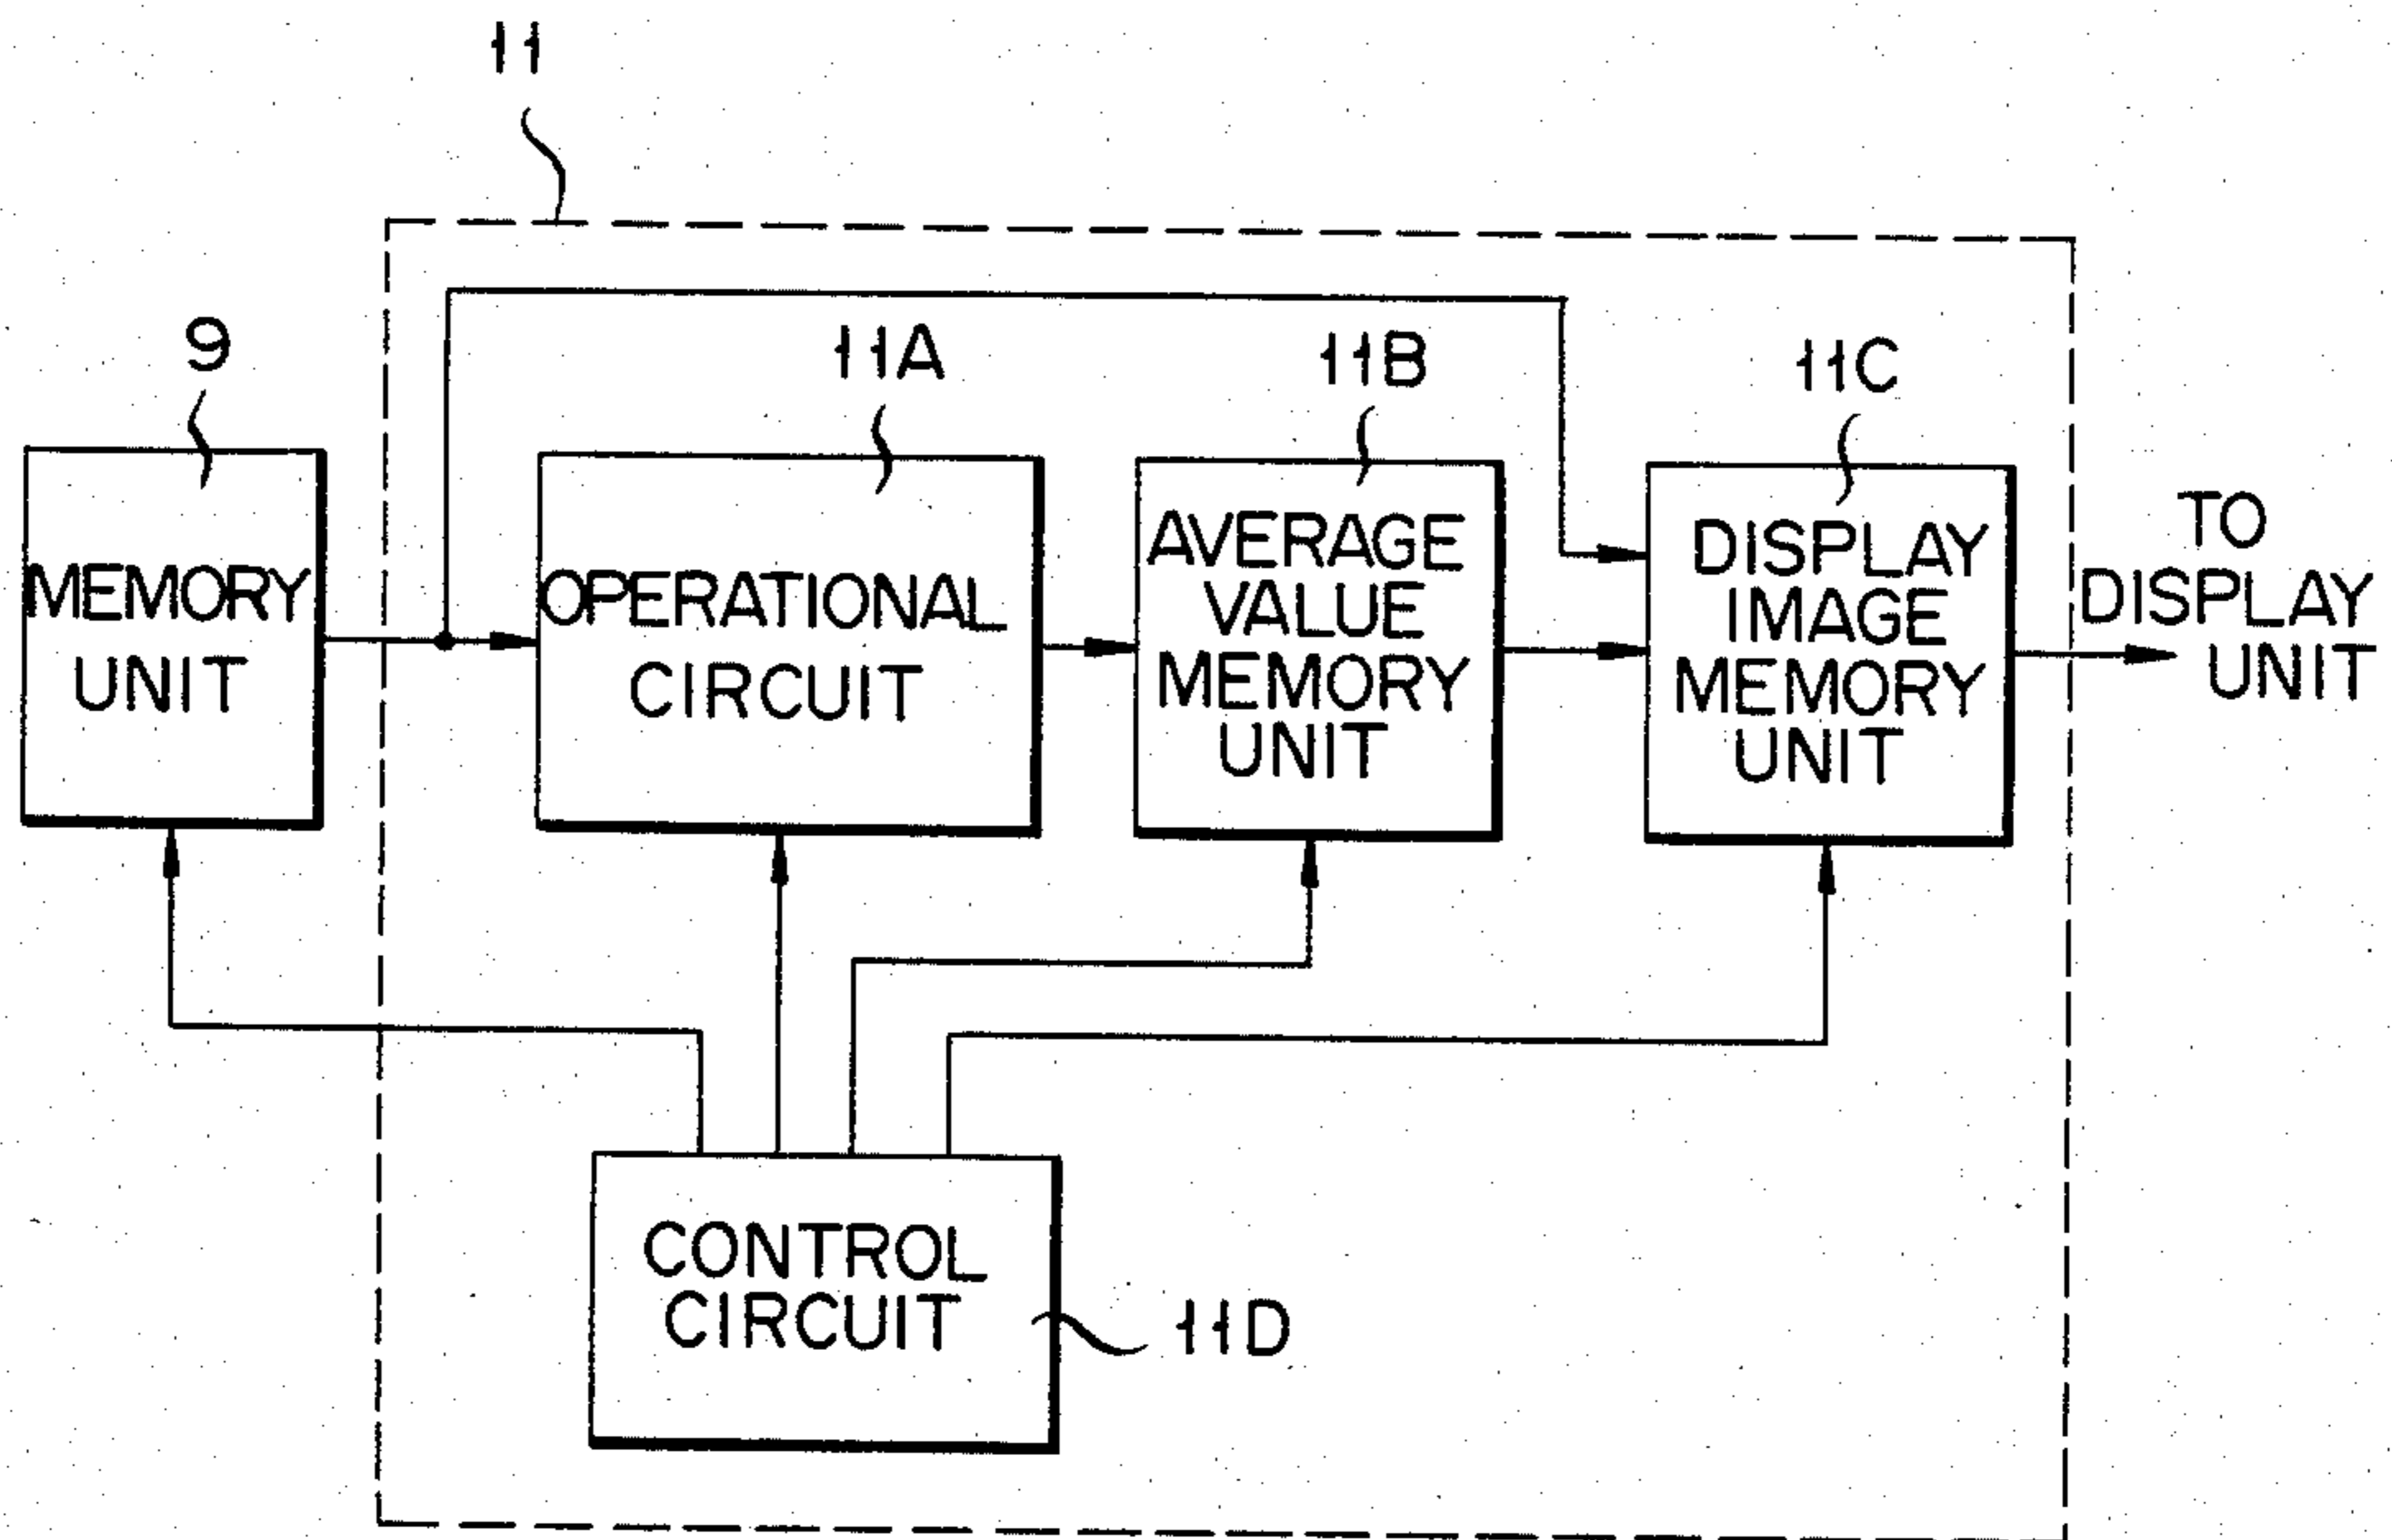 11
9
11A
11B
11C
MEMORY
UNIT
OPERATIONAL
CIRCUIT
AVERAGE
VALUE
MEMORY
UNIT
DISPLAY
IMAGE
MEMORY
UNIT
TO
DISPLAY
UNIT
CONTROL
CIRCUIT
11D